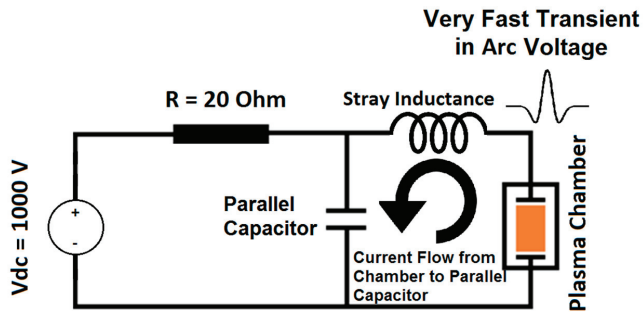 Very Fast Transient
in Arc Voltage
R = 20 Ohm
Stray Inductance
Vdc = 1000 V
+
-
Parallel
Capacitor
Current Flow from
Chamber to Parallel
Capacitor
Plasma Chamber